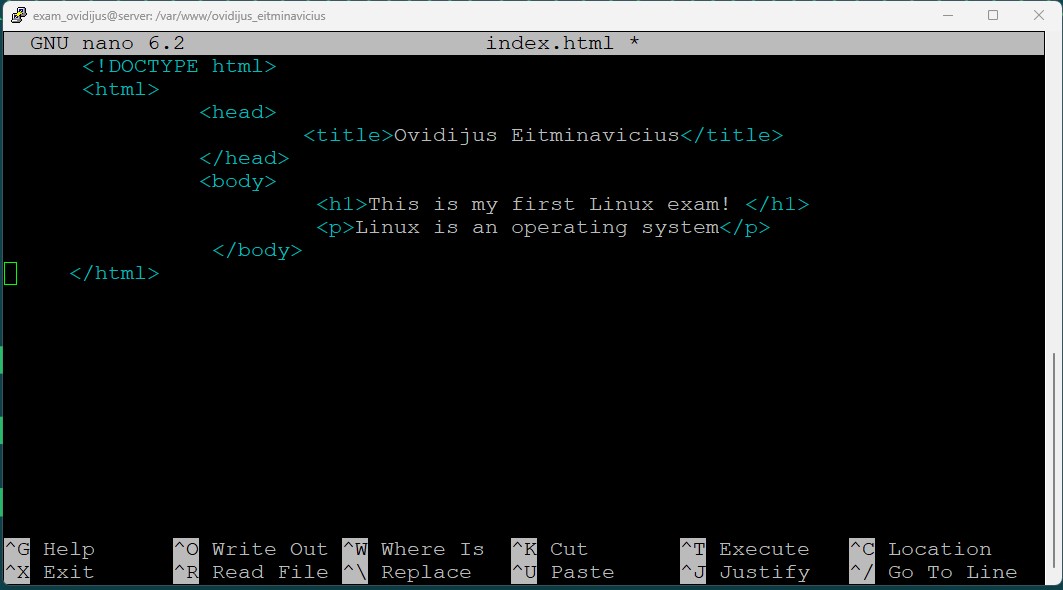 exam_ovidijus@server: /var/www/ovidijus_eitminavicius
GNU nano 6.2 index.html *
<!DOCTYPE html>
<html>
<head>
<title>Ovidijus Eitminavicius</title>
</head>
<body>
<h1>This is my first Linux exam! </h1>
<p>Linux is an operating system</p>
</body>
</html>
^G Help ^O Write Out ^W Where Is ^K Cut ^T Execute ^C Location
^X Exit ^R Read File ^\ Replace ^U Paste ^J Justify ^/ Go To Line